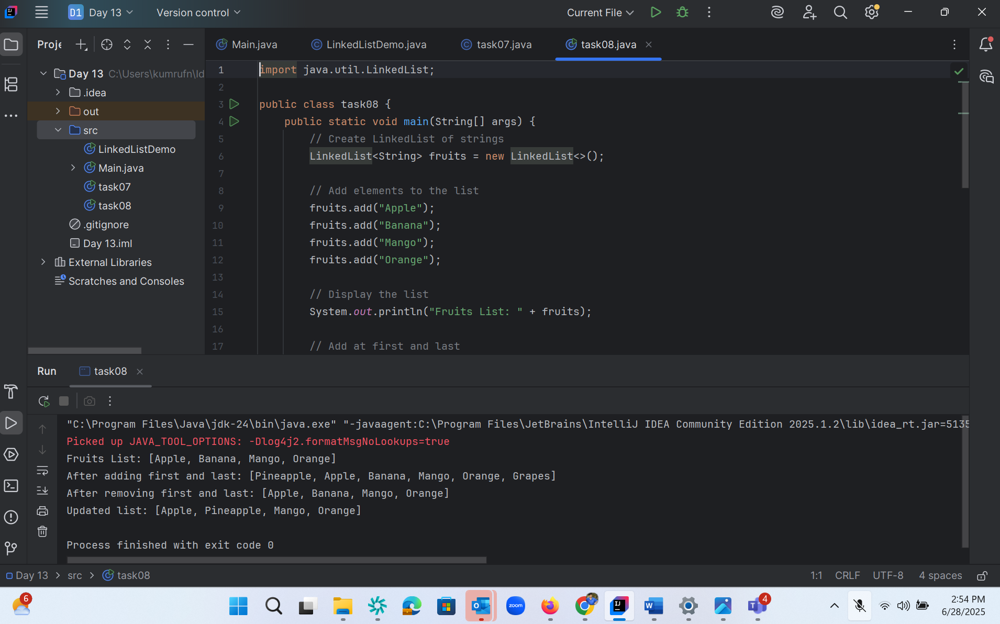 D1 Day 13 Version control Current File
Proje
Main.java LinkedListDemo.java task07.java task08.java
Day 13 C:\Users\kumrufn\Id
.idea
out
src
LinkedListDemo
Main.java
task07
task08
.gitignore
Day 13.iml
External Libraries
Scratches and Consoles
1 import java.util.LinkedList;
2
3 public class task08 {
4 public static void main(String[] args) {
5 // Create LinkedList of strings
6 LinkedList<String> fruits = new LinkedList<>();
7
8 // Add elements to the list
9 fruits.add("Apple");
10 fruits.add("Banana");
11 fruits.add("Mango");
12 fruits.add("Orange");
13
14 // Display the list
15 System.out.println("Fruits List: " + fruits);
16
17 // Add at first and last
Run task08
"C:\Program Files\Java\jdk-24\bin\java.exe" "-javaagent:C:\Program Files\JetBrains\IntelliJ IDEA Community Edition 2025.1.2\lib\idea_rt.jar=5135
Picked up JAVA_TOOL_OPTIONS: -Dlog4j2.formatMsgNoLookups=true
Fruits List: [Apple, Banana, Mango, Orange]
After adding first and last: [Pineapple, Apple, Banana, Mango, Orange, Grapes]
After removing first and last: [Apple, Banana, Mango, Orange]
Updated list: [Apple, Pineapple, Mango, Orange]
Process finished with exit code 0
Day 13 > src > task08 1:1 CRLF UTF-8 4 spaces
6 zoom 4 2:54 PM
6/28/2025